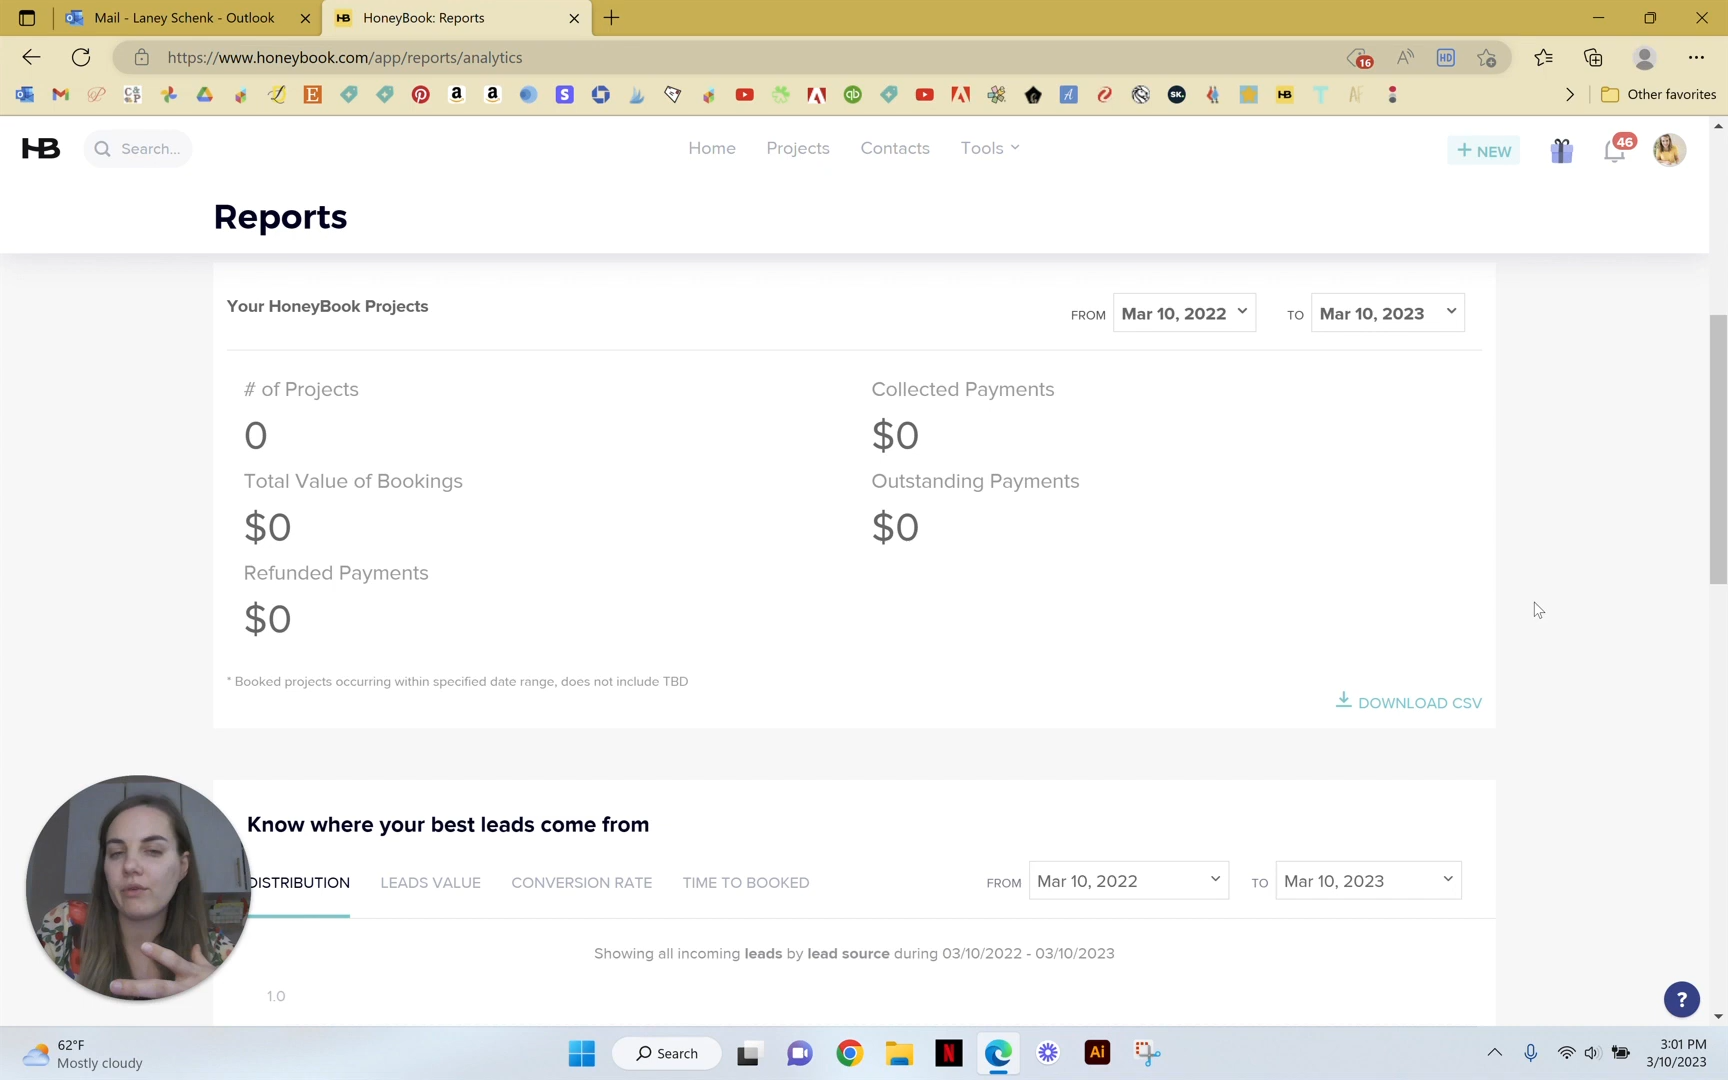 Mail - Laney Schenk - Outlook
HB HoneyBook: Reports
https://www.honeybook.com/app/reports/analytics
16
HD
Other favorites
HB
Search...
Home
Projects
Contacts
Tools
+ NEW
46
Reports
Your HoneyBook Projects
FROM Mar 10, 2022 TO Mar 10, 2023
# of Projects
0
Collected Payments
$0
Total Value of Bookings
$0
Outstanding Payments
$0
Refunded Payments
$0
* Booked projects occurring within specified date range, does not include TBD
DOWNLOAD CSV
Know where your best leads come from
DISTRIBUTION LEADS VALUE CONVERSION RATE TIME TO BOOKED
FROM Mar 10, 2022 TO Mar 10, 2023
Showing all incoming leads by lead source during 03/10/2022 - 03/10/2023
1.0
?
62°F
Mostly cloudy
Search
N
Ai
3:01 PM
3/10/2023